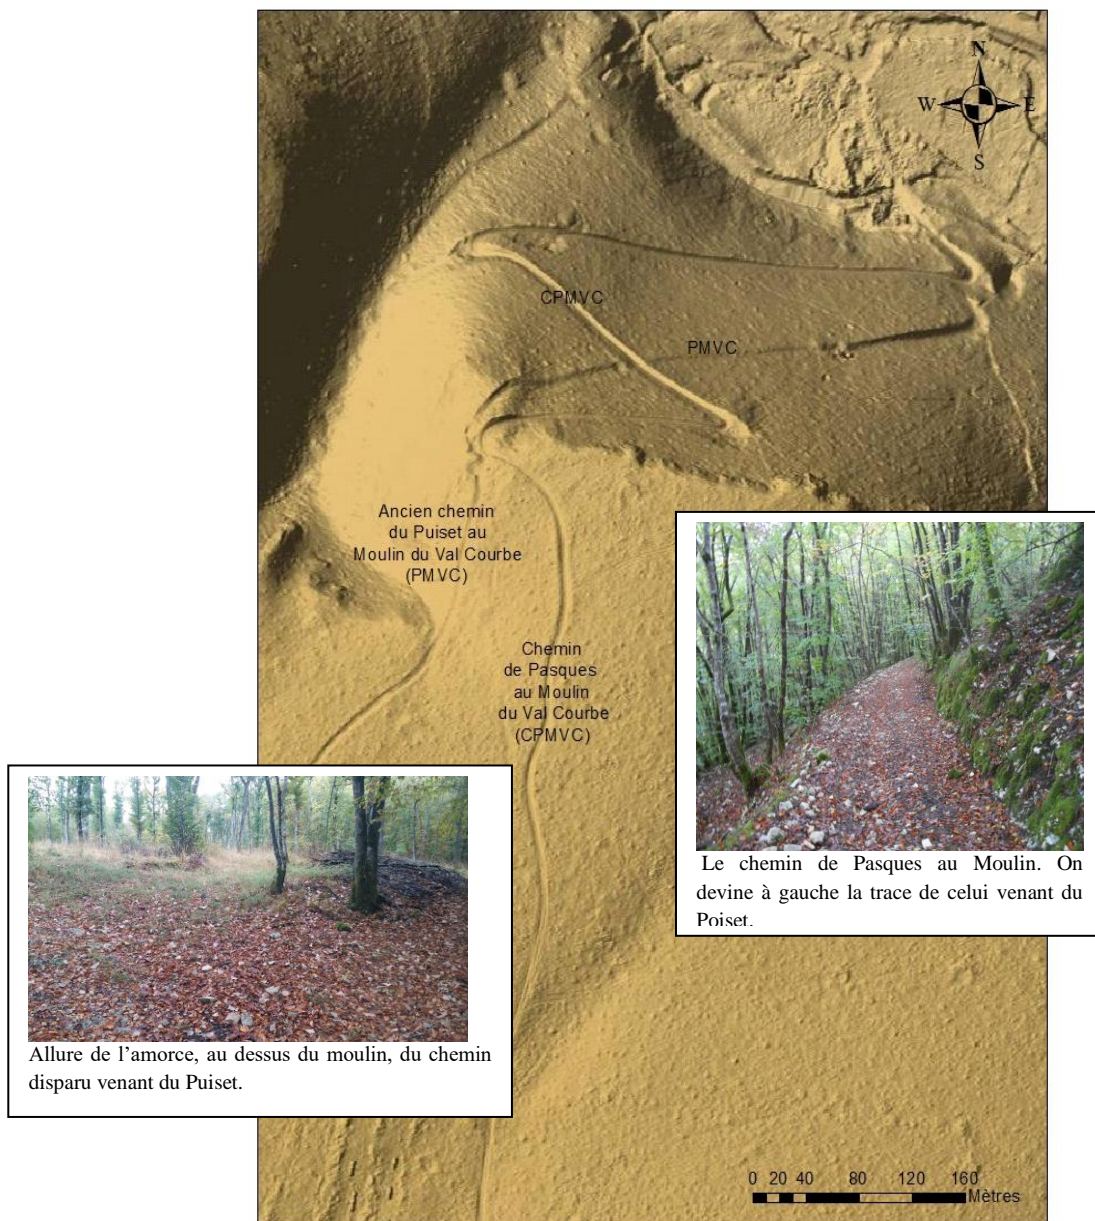 N
W E
S
CPMVC
PMVC
Ancien chemin
du Puiset au
Moulin du Val Courbe
(PMVC)
Chemin
de Pasques
au Moulin
du Val Courbe
(CPMVC)
Le chemin de Pasques au Moulin. On
devine à gauche la trace de celui venant du
Poiset.
Allure de l’amorce, au dessus du moulin, du chemin
disparu venant du Puiset.
0 20 40 80 120 160
Mètres